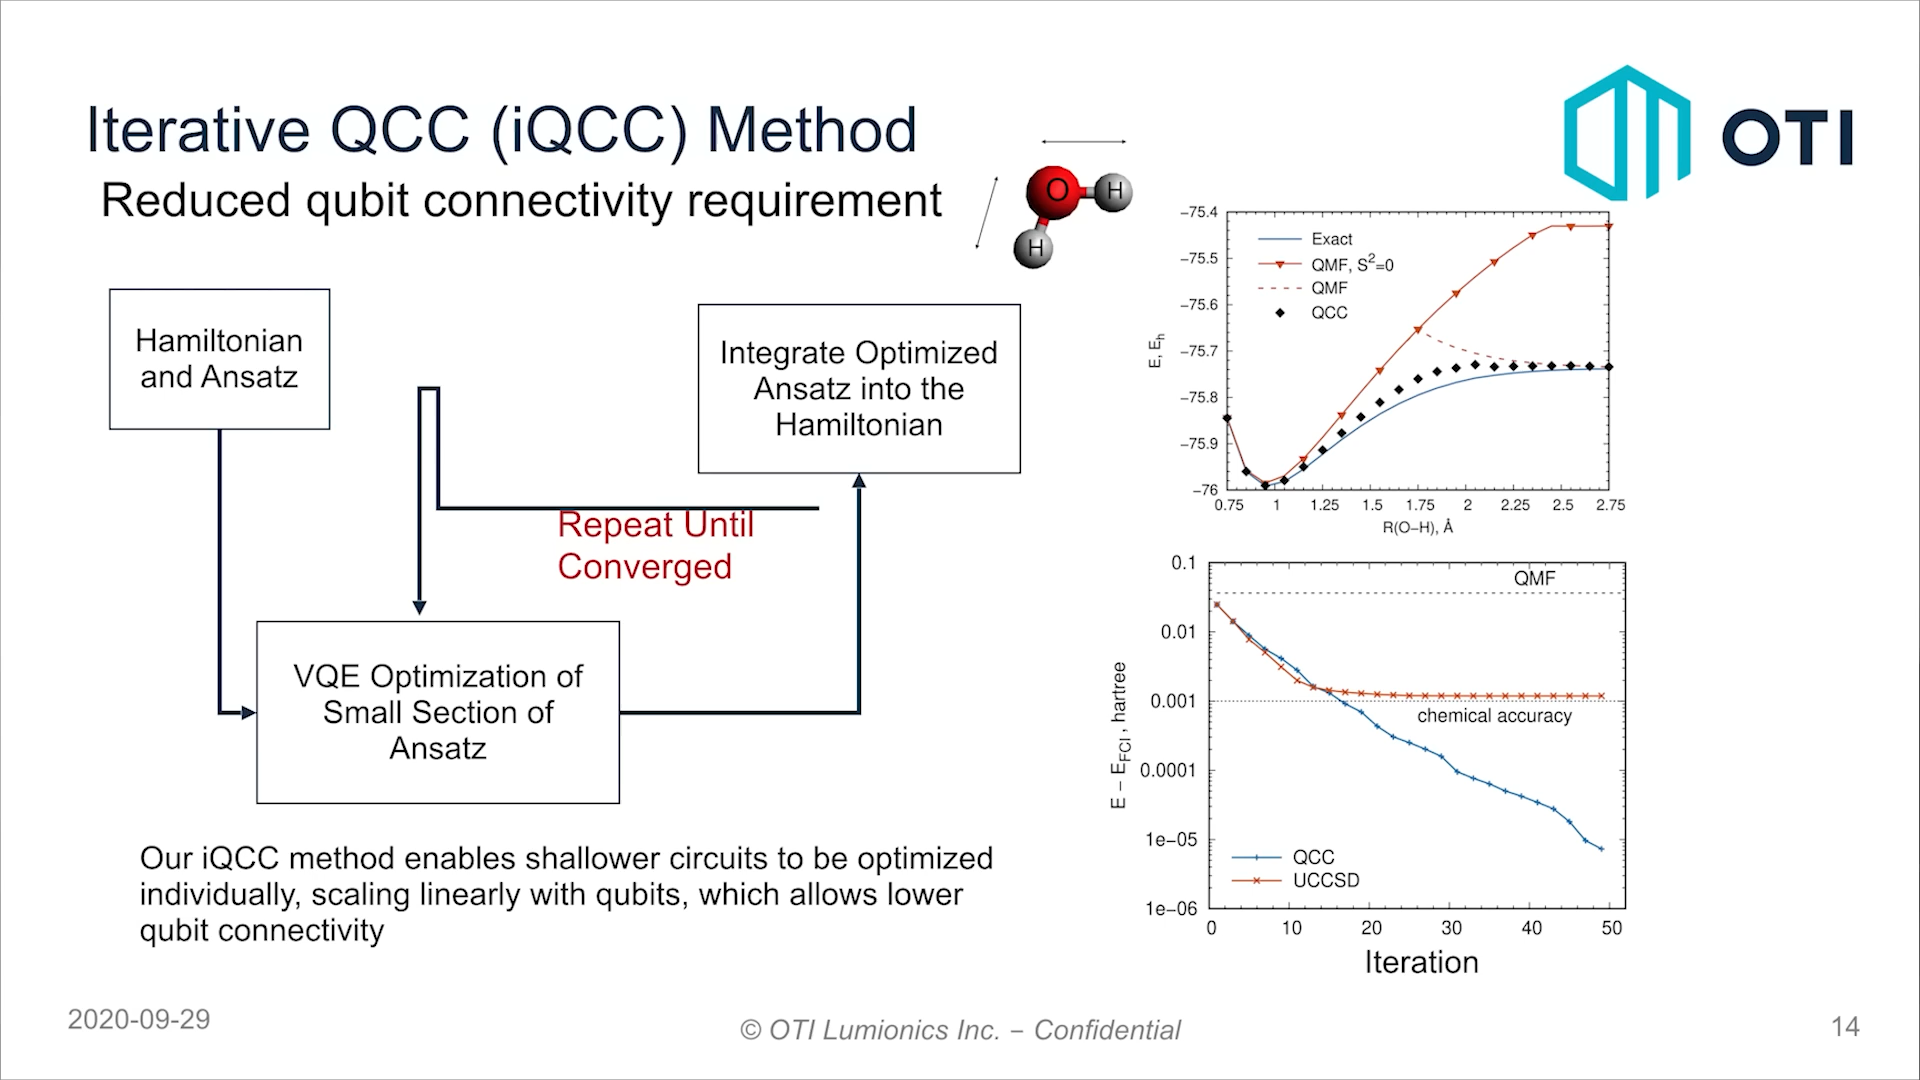 Iterative QCC (iQCC) Method
Reduced qubit connectivity requirement
OTI
O
H
H
Hamiltonian
and Ansatz
Integrate Optimized
Ansatz into the
Hamiltonian
Repeat Until
Converged
VQE Optimization of
Small Section of
Ansatz
Our iQCC method enables shallower circuits to be optimized
individually, scaling linearly with qubits, which allows lower
qubit connectivity
−75.4
−75.5
−75.6
−75.7
−75.8
−75.9
−76
E, Eh
Exact
QMF, S²=0
QMF
QCC
0.75 1 1.25 1.5 1.75 2 2.25 2.5 2.75
R(O−H), Å
0.1
0.01
0.001
0.0001
1e−05
1e−06
E − EFCI, hartree
QMF
chemical accuracy
QCC
UCCSD
0 10 20 30 40 50
Iteration
2020-09-29
© OTI Lumionics Inc. − Confidential
14